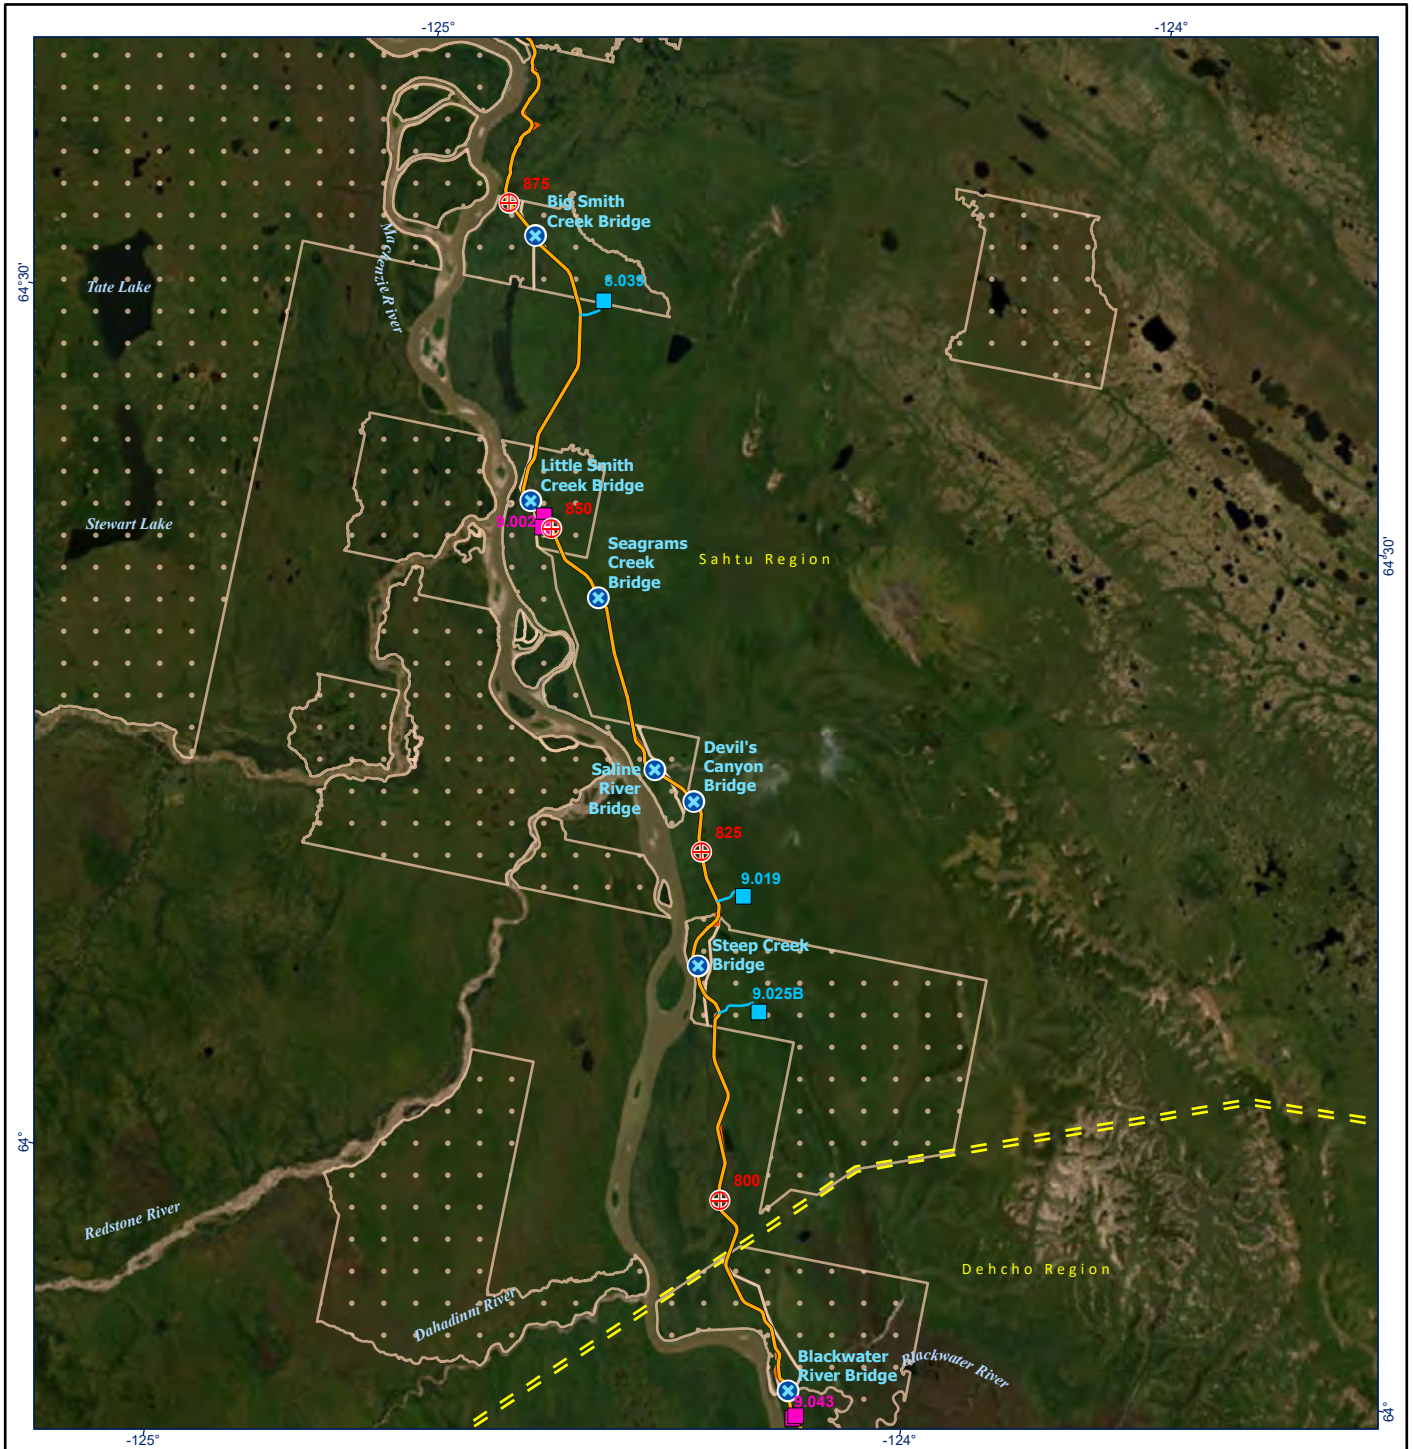 -125°
-124°
875
Big Smith
Creek Bridge
Mackenzie River
64°30'
Tate Lake
8.039
Little Smith
Creek Bridge
850
9.002
Stewart Lake
Seagrams
Creek
Bridge
Sahtu Region
64°30'
Devil's
Canyon
Bridge
Saline
River
Bridge
825
9.019
Steep Creek
Bridge
9.025B
64°
800
Redstone River
Dehcho Region
Dahadinni River
Blackwater
River Bridge
Blackwater River
9.043
64°
-125°
-124°